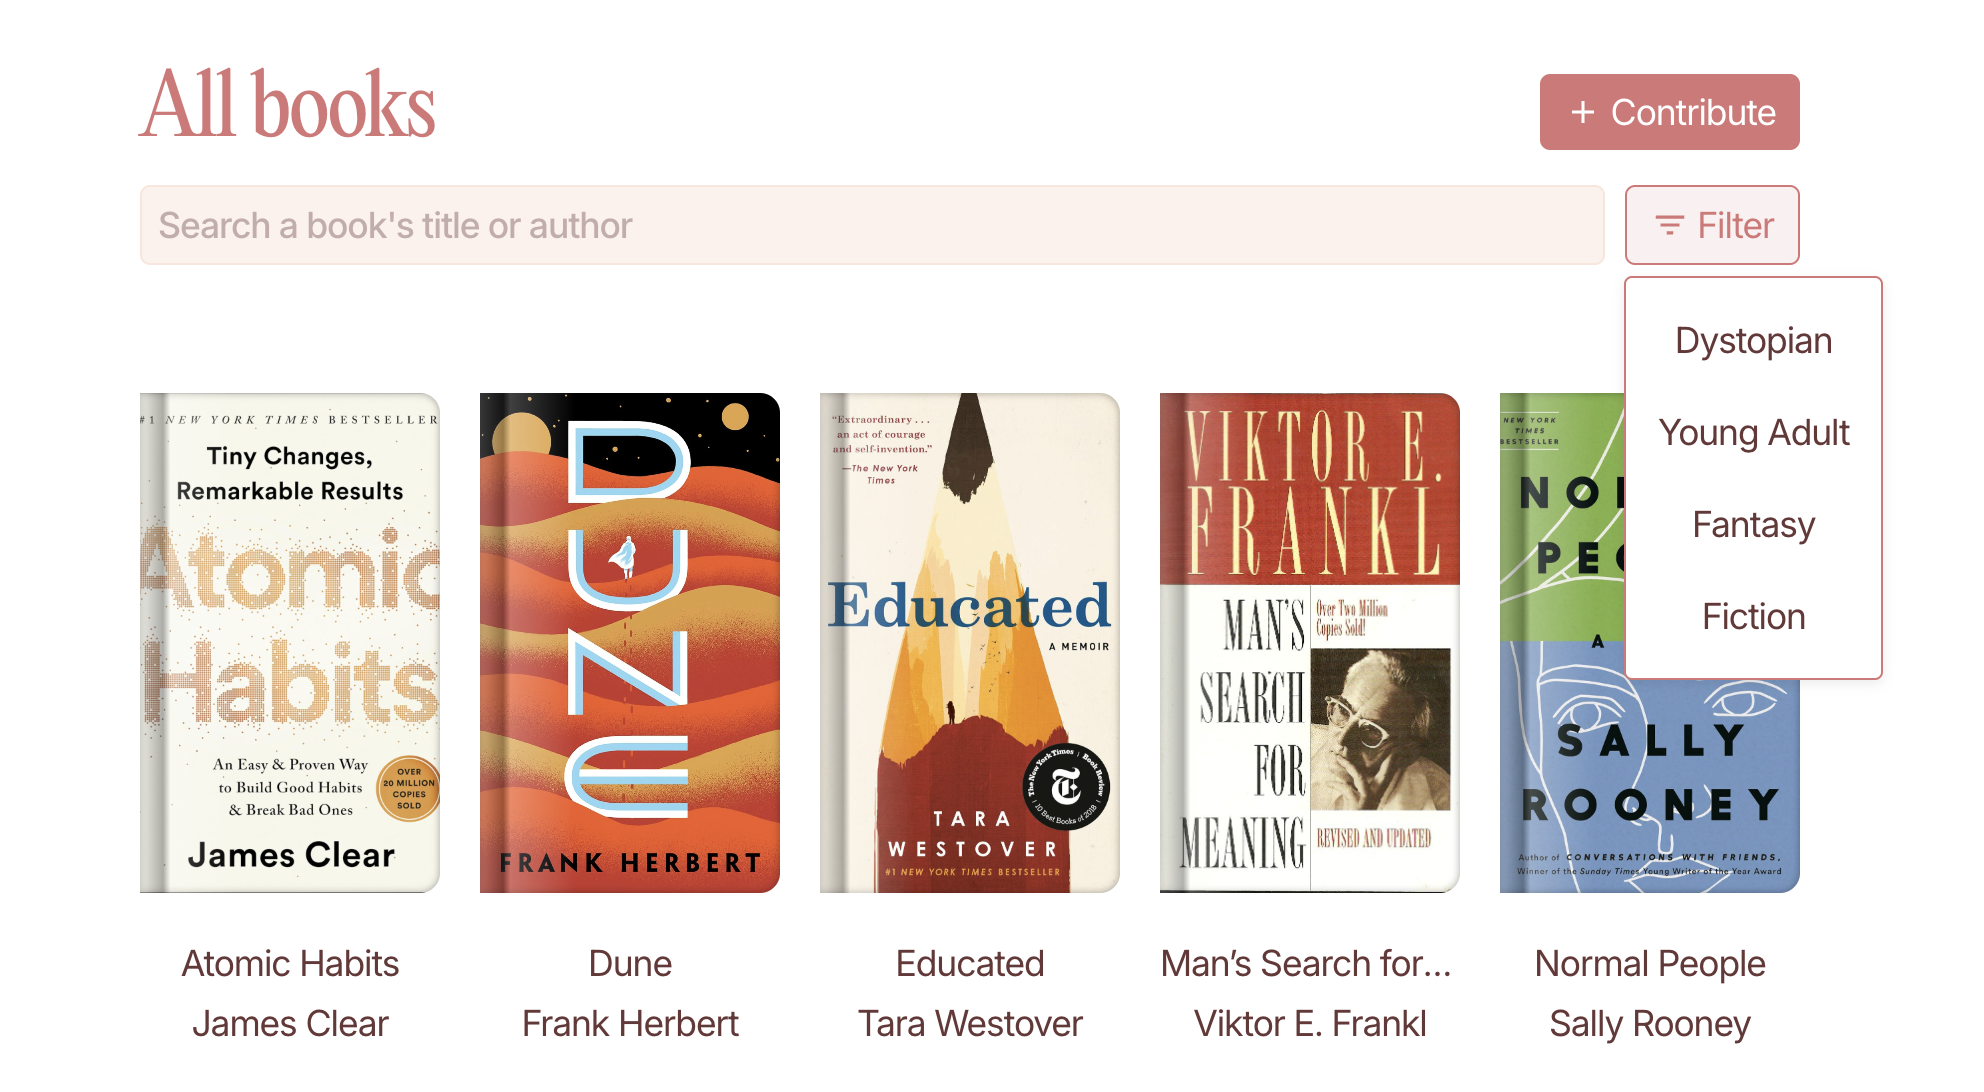 All books
+ Contribute
Search a book's title or author
Filter
Dystopian
Young Adult
Fantasy
Fiction
#1 NEW YORK TIMES BESTSELLER
Tiny Changes,
Remarkable Results
Atomic
Habits
An Easy & Proven Way
to Build Good Habits
& Break Bad Ones
OVER
20 MILLION
COPIES
SOLD
James Clear
DUNE
FRANK HERBERT
“Extraordinary . . .
an act of courage
and self-invention.”
—The New York
Times
Educated
A MEMOIR
The New York Times | Book Review
T
10 Best Books of 2018
TARA
WESTOVER
#1 NEW YORK TIMES BESTSELLER
VIKTOR E.
FRANKL
MAN'S
SEARCH
FOR
MEANING
Over Two Million
Copies Sold!
REVISED AND UPDATED
NEW YORK
TIMES
BESTSELLER
NO
PE
A
SALLY
ROONEY
Author of CONVERSATIONS WITH FRIENDS,
Winner of the Sunday Times Young Writer of the Year Award
Atomic Habits
James Clear
Dune
Frank Herbert
Educated
Tara Westover
Man’s Search for...
Viktor E. Frankl
Normal People
Sally Rooney